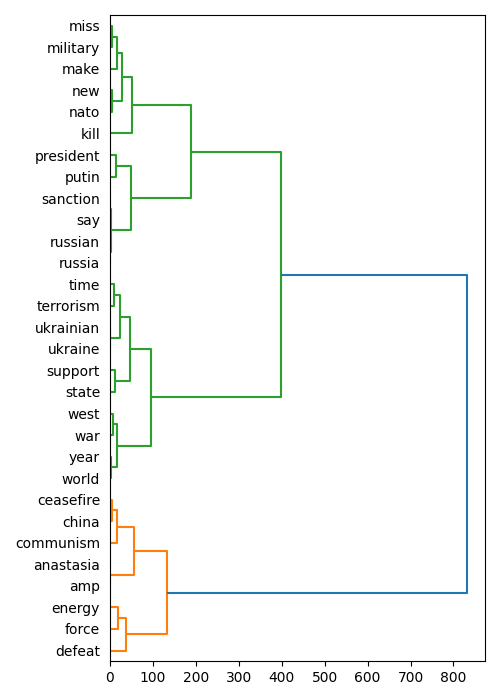 miss
military
make
new
nato
kill
president
putin
sanction
say
russian
russia
time
terrorism
ukrainian
ukraine
support
state
west
war
year
world
ceasefire
china
communism
anastasia
amp
energy
force
defeat
0 100 200 300 400 500 600 700 800